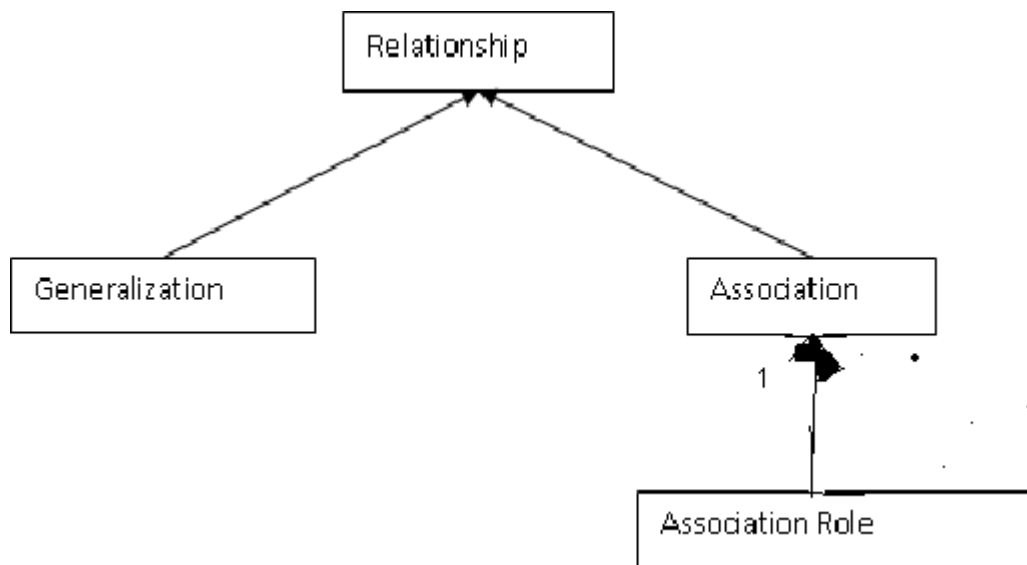 Relationship
Generalization
Association
1
Association Role